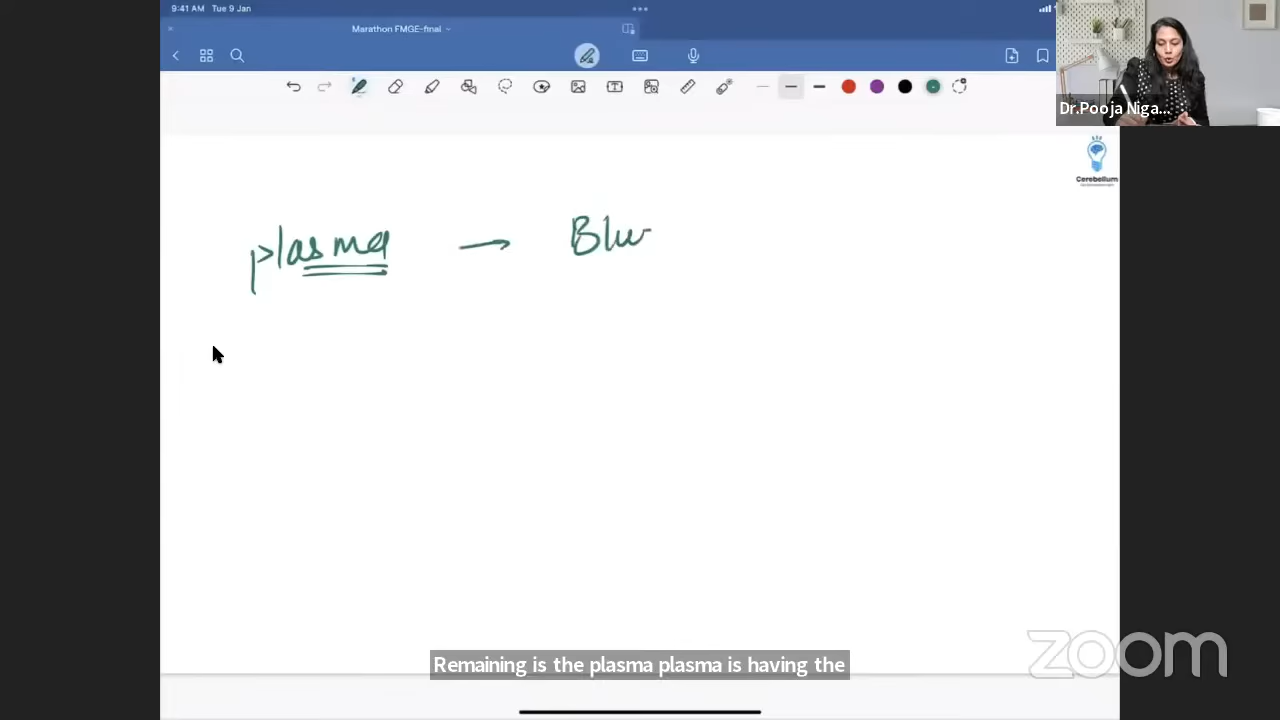 9:41 AM Tue 9 Jan
Marathon FMGE-final
Dr.Pooja Niga...
Cerebellum
plasma → Blu
Remaining is the plasma plasma is having the
zoom